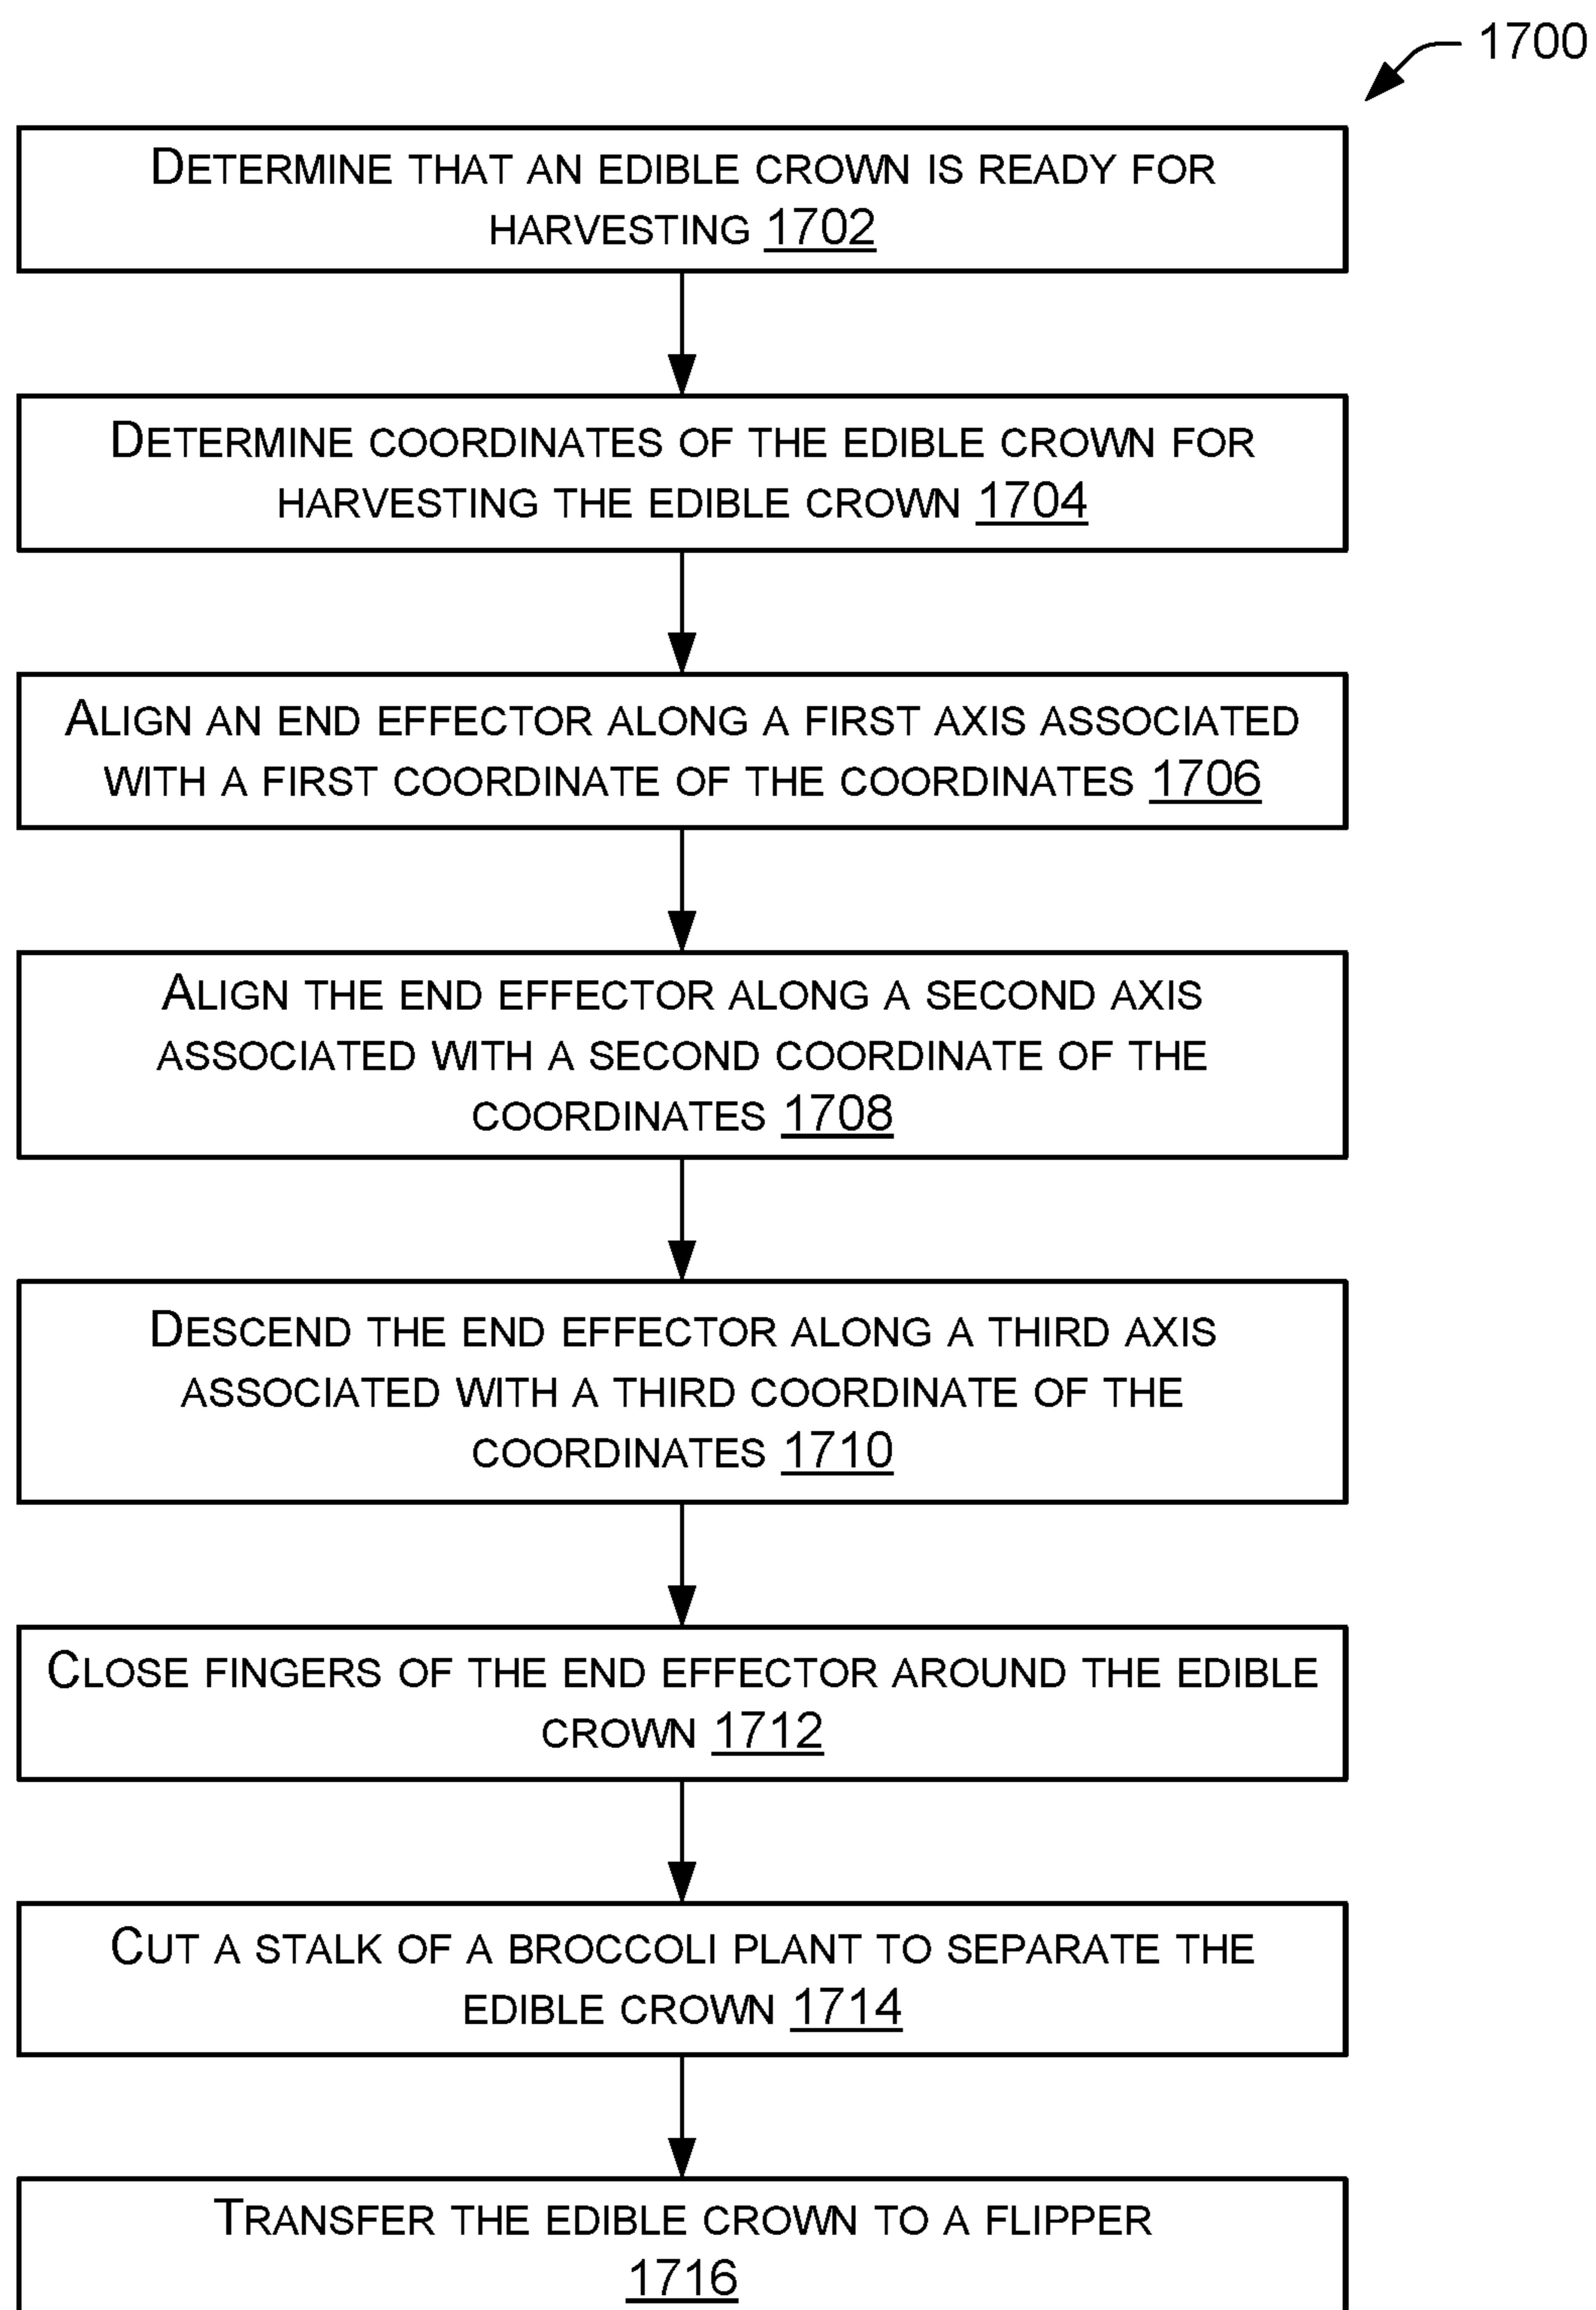 1700
DETERMINE THAT AN EDIBLE CROWN IS READY FOR
HARVESTING 1702
DETERMINE COORDINATES OF THE EDIBLE CROWN FOR
HARVESTING THE EDIBLE CROWN 1704
ALIGN AN END EFFECTOR ALONG A FIRST AXIS ASSOCIATED
WITH A FIRST COORDINATE OF THE COORDINATES 1706
ALIGN THE END EFFECTOR ALONG A SECOND AXIS
ASSOCIATED WITH A SECOND COORDINATE OF THE
COORDINATES 1708
DESCEND THE END EFFECTOR ALONG A THIRD AXIS
ASSOCIATED WITH A THIRD COORDINATE OF THE
COORDINATES 1710
CLOSE FINGERS OF THE END EFFECTOR AROUND THE EDIBLE
CROWN 1712
CUT A STALK OF A BROCCOLI PLANT TO SEPARATE THE
EDIBLE CROWN 1714
TRANSFER THE EDIBLE CROWN TO A FLIPPER
1716